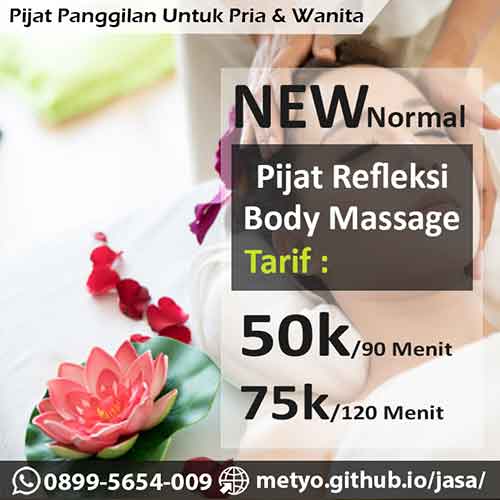 Pijat Panggilan Untuk Pria & Wanita
NEW Normal
Pijat Refleksi
Body Massage
Tarif :
50k/90 Menit
75k/120 Menit
0899-5654-009 metyo.github.io/jasa/